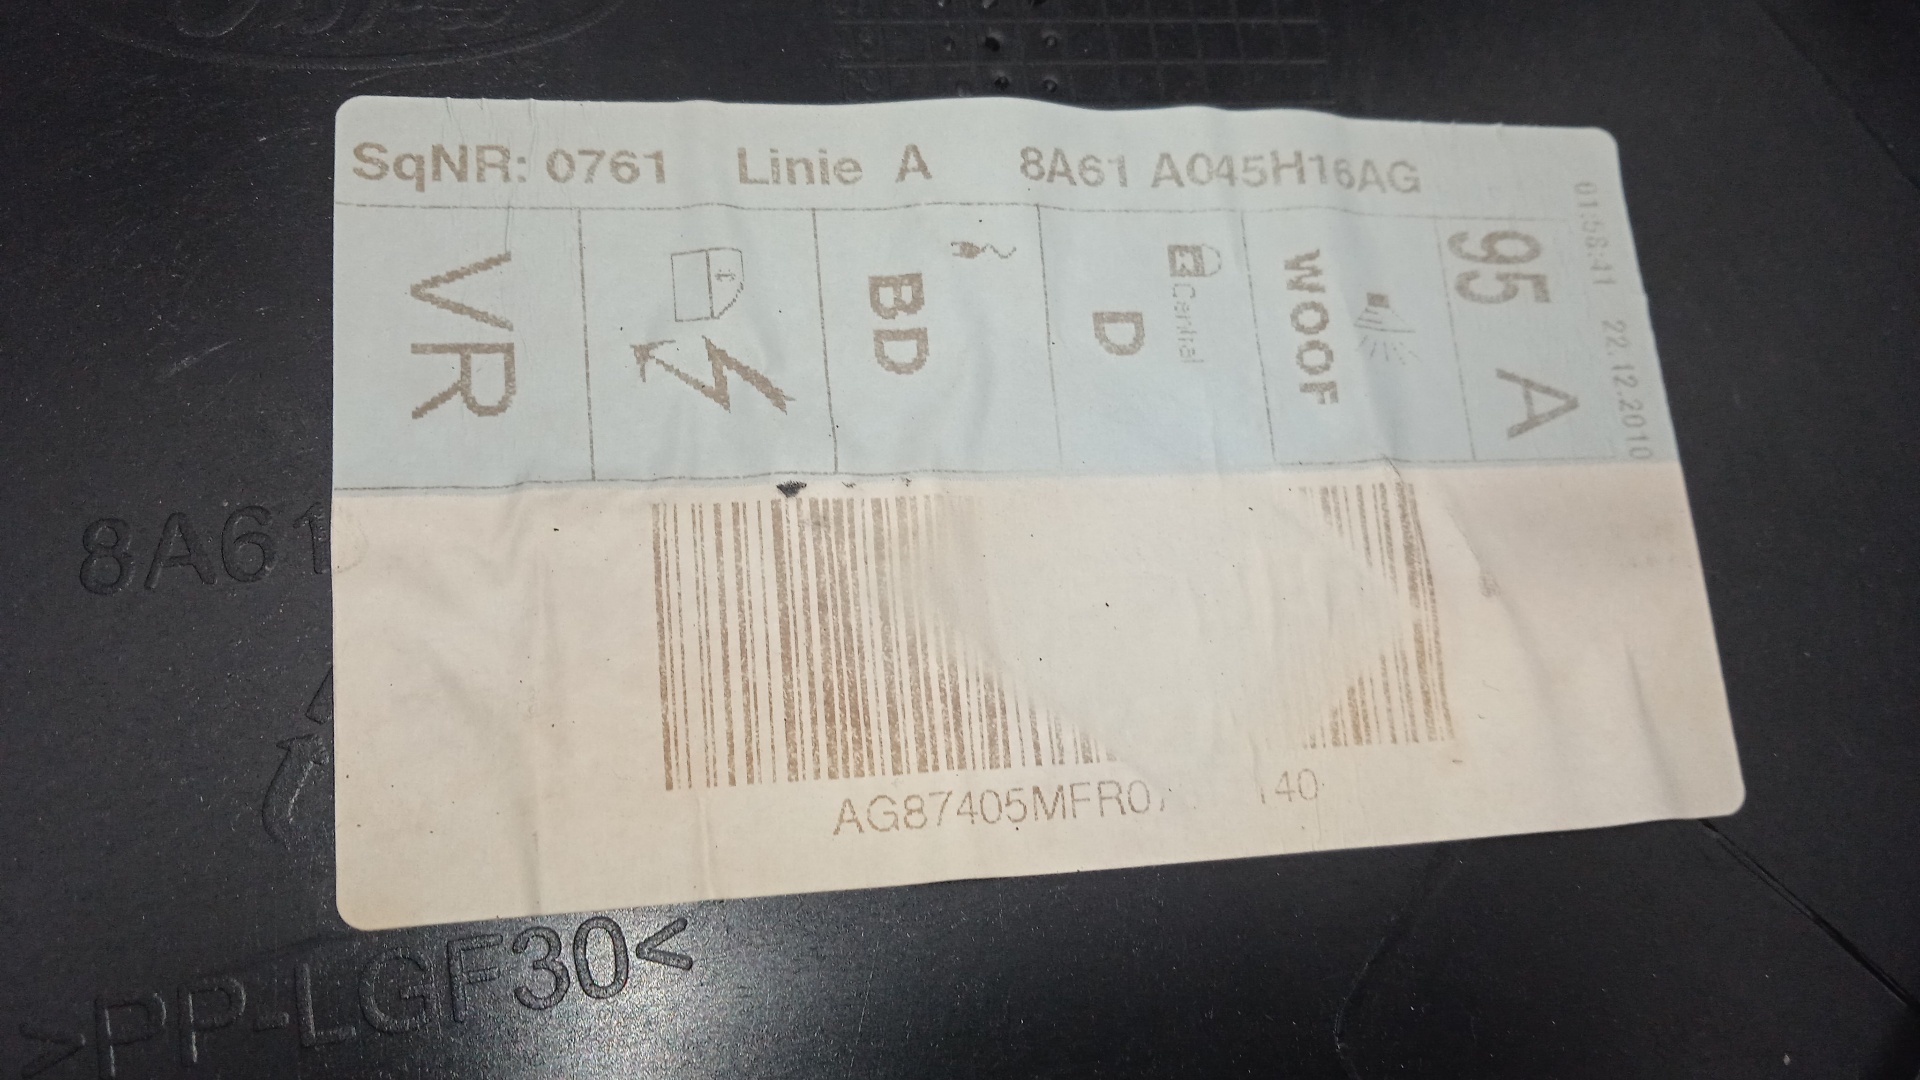 SqNR: 0761 Linie A 8A61 A045H16AG
VR
BD
D
Central
WOOF
95 A
01:58:41 22.12.2010
AG87405MFR0
140
8A61
>PP-LGF30<